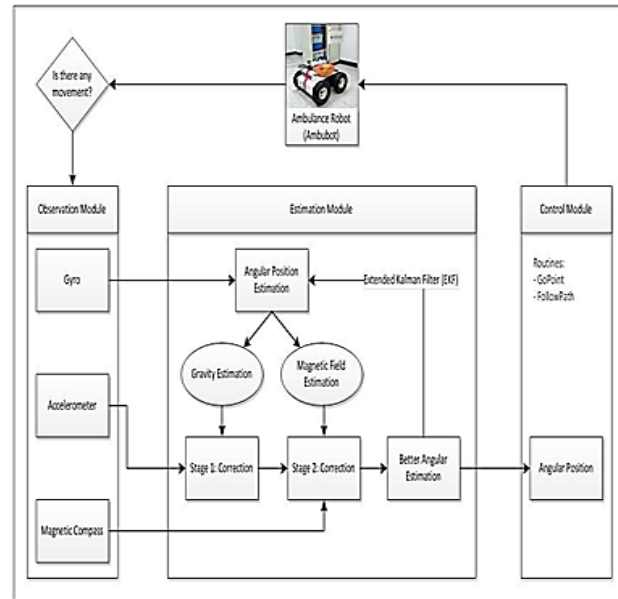 Is there any
movement?
Ambulance Robot
(Ambubot)
Observation Module
Estimation Module
Control Module
Gyro
Angular Position
Estimation
Extended Kalman Filter (EKF)
Routines:
- GoPoint
- FollowPath
Gravity Estimation
Magnetic Field
Estimation
Accelerometer
Stage 1: Correction
Stage 2: Correction
Better Angular
Estimation
Angular Position
Magnetic Compass